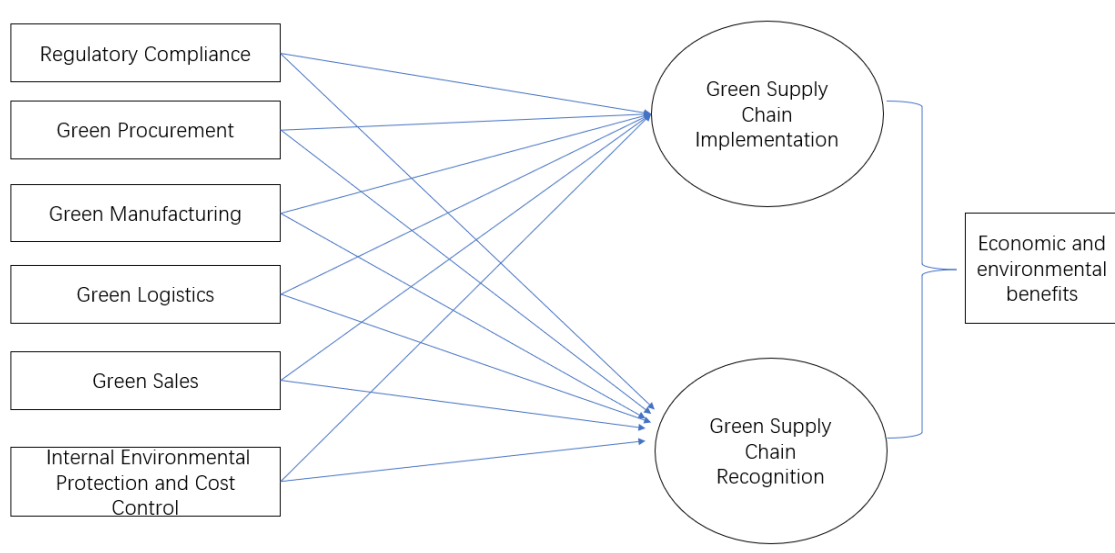 Regulatory Compliance
Green Procurement
Green Manufacturing
Green Logistics
Green Sales
Internal Environmental
Protection and Cost
Control
Green Supply
Chain
Implementation
Green Supply
Chain
Recognition
Economic and
environmental
benefits